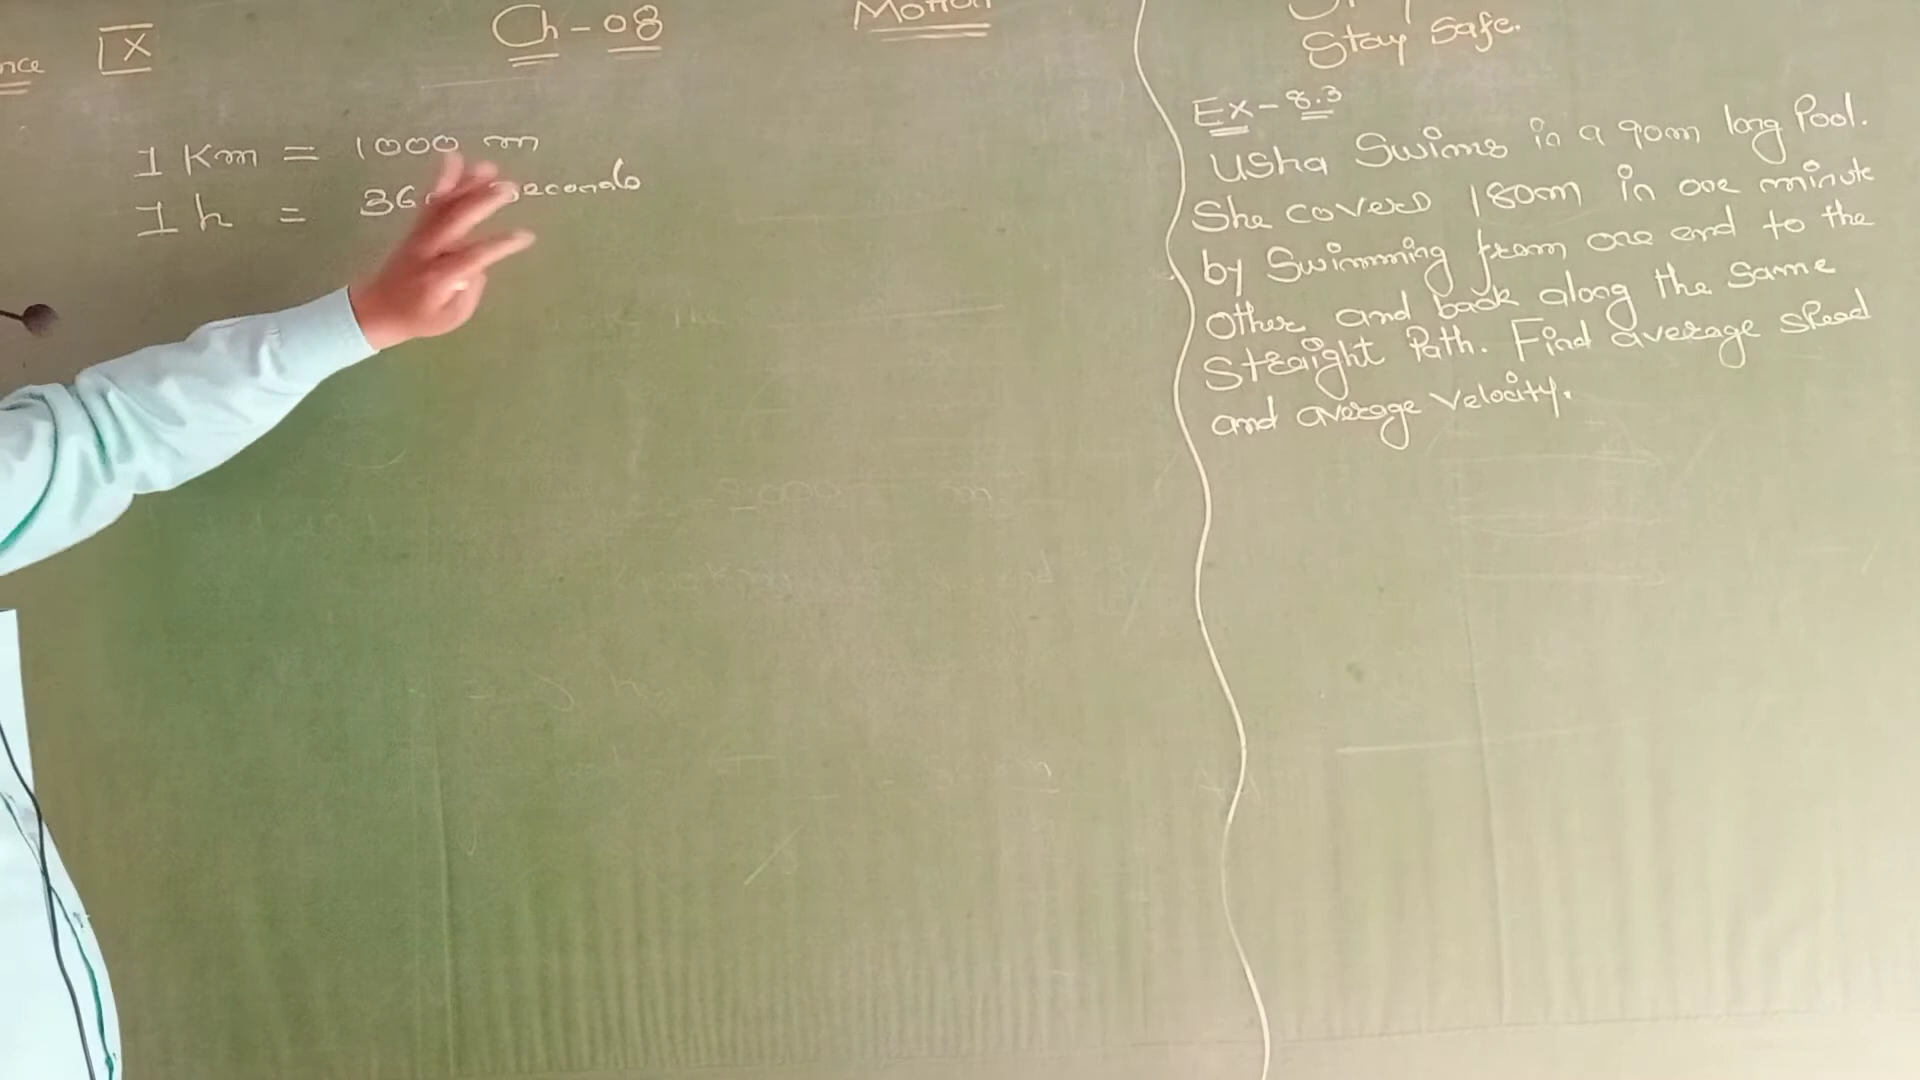 IX
Ch-08
Motion
1 Km = 1000 m
1 h = 36 seconds
Stay Safe.
Ex-8.3
Usha Swims in a 90m long Pool.
She covers 180m in one minute
by Swimming from one end to the
Other and back along the Same
Straight Path. Find average speed
and average velocity.